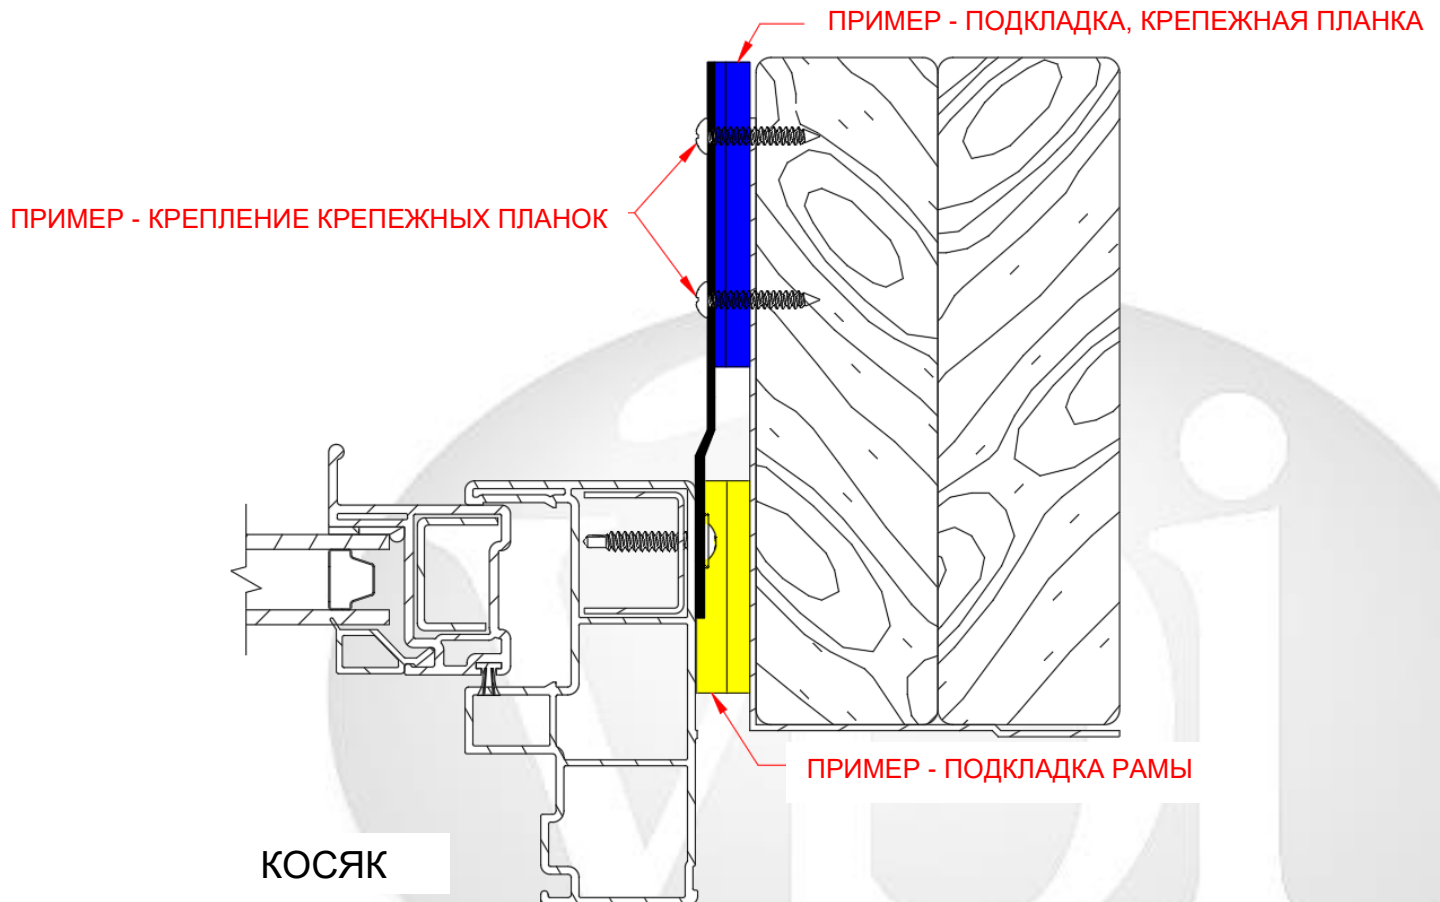 ПРИМЕР - ПОДКЛАДКА, КРЕПЕЖНАЯ ПЛАНКА
ПРИМЕР - КРЕПЛЕНИЕ КРЕПЕЖНЫХ ПЛАНОК
ПРИМЕР - ПОДКЛАДКА РАМЫ
КОСЯК